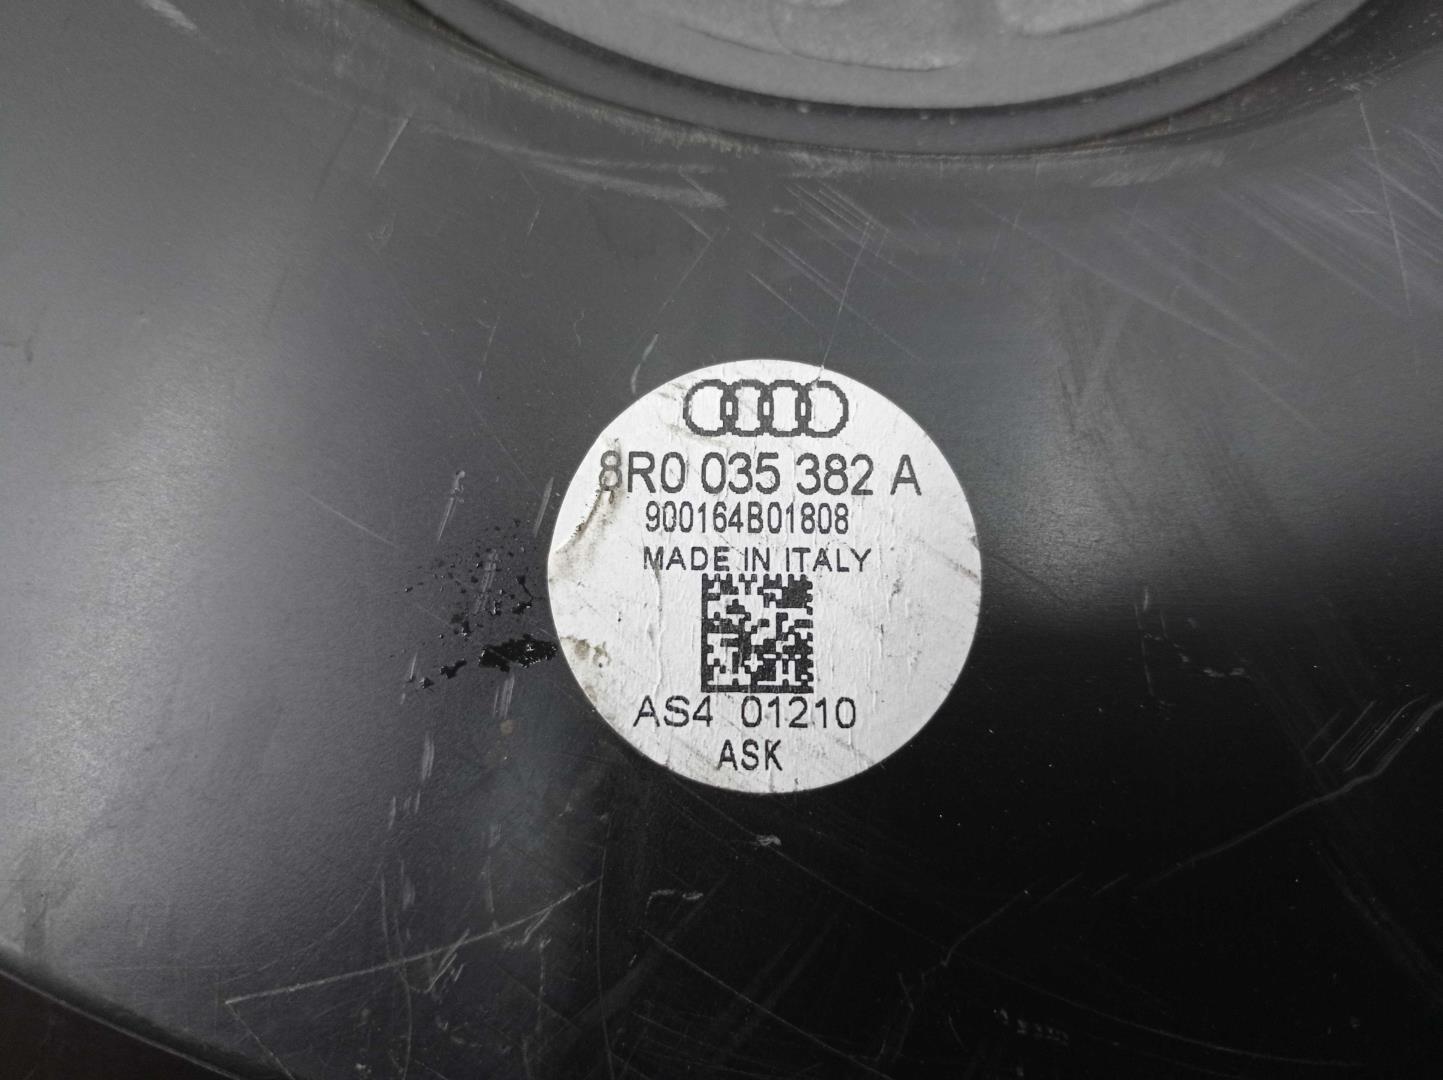 8R0 035 382 A
900164B01808
MADE IN ITALY
AS4 01210
ASK